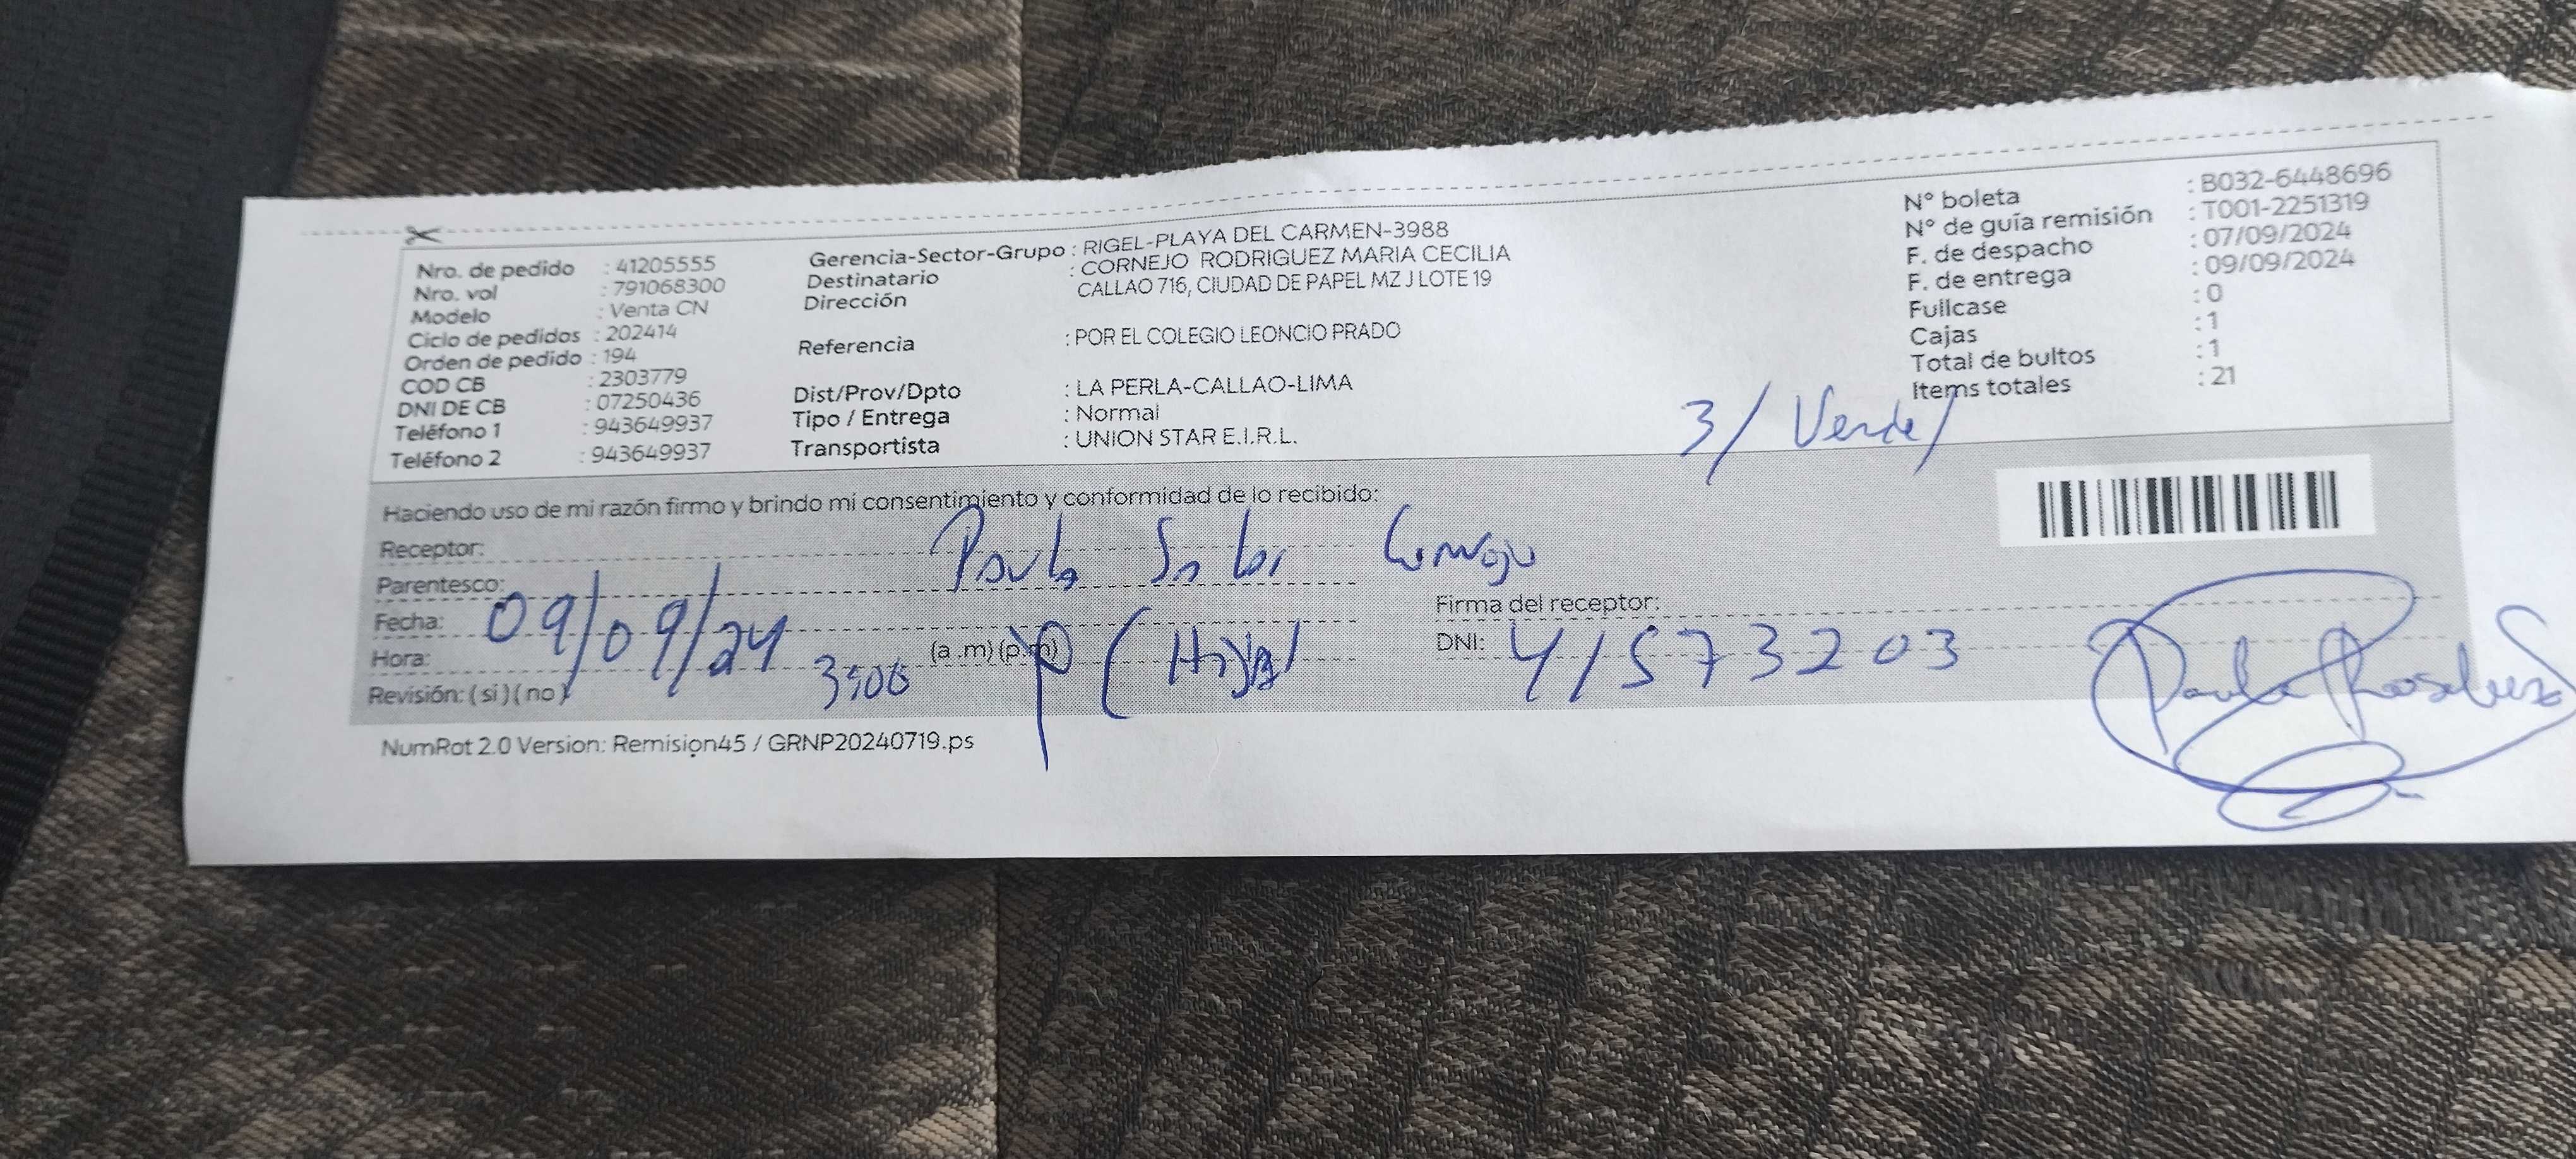 Nro. de pedido : 41205555
Nro. vol : 791068300
Modelo : Venta CN
Ciclo de pedidos : 202414
Orden de pedido : 194
COD CB : 2303779
DNI DE CB : 07250436
Teléfono 1 : 943649937
Teléfono 2 : 943649937
Gerencia-Sector-Grupo : RIGEL-PLAYA DEL CARMEN-3988
Destinatario : CORNEJO RODRIGUEZ MARIA CECILIA
Dirección CALLAO 716, CIUDAD DE PAPEL MZ J LOTE 19
Referencia : POR EL COLEGIO LEONCIO PRADO
Dist/Prov/Dpto : LA PERLA-CALLAO-LIMA
Tipo / Entrega : Normal
Transportista : UNION STAR E.I.R.L.
N° boleta : B032-6448696
N° de guía remisión : T001-2251319
F. de despacho : 07/09/2024
F. de entrega : 09/09/2024
Fullcase : 0
Cajas : 1
Total de bultos : 1
Items totales : 21
3/ Verde/
Haciendo uso de mi razón firmo y brindo mi consentimiento y conformidad de lo recibido:
Receptor: Paula
Parentesco:
Fecha: 09/09/24
Hora: (a .m) (p.m) (Hija)
Revisión: ( si ) ( no )
Firma del receptor:
DNI: 41573203
Paula
NumRot 2.0 Version: Remision45 / GRNP20240719.ps